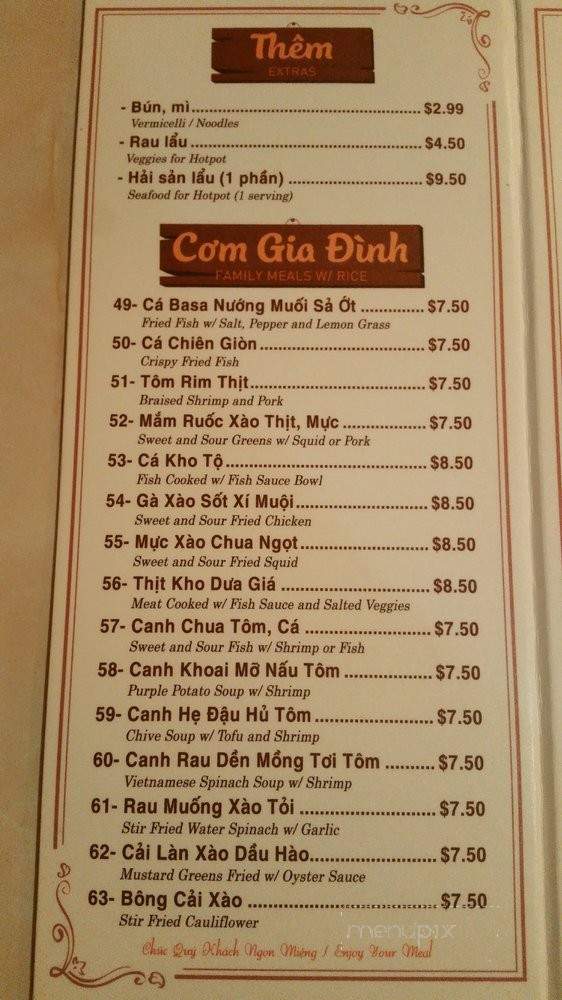 Thêm
EXTRAS
- Bún, mì.......................................................$2.99
Vermicelli / Noodles
- Rau lẩu........................................................$4.50
Veggies for Hotpot
- Hải sản lẩu (1 phần) ................................$9.50
Seafood for Hotpot (1 serving)
Cơm Gia Đình
FAMILY MEALS W/ RICE
49- Cá Basa Nướng Muối Sả Ớt ..............$7.50
Fried Fish w/ Salt, Pepper and Lemon Grass
50- Cá Chiên Giòn........................................$7.50
Crispy Fried Fish
51- Tôm Rim Thịt..........................................$7.50
Braised Shrimp and Pork
52- Mắm Ruốc Xào Thịt, Mực ....................$7.50
Sweet and Sour Greens w/ Squid or Pork
53- Cá Kho Tộ................................................$8.50
Fish Cooked w/ Fish Sauce Bowl
54- Gà Xào Sốt Xí Muội................................$8.50
Sweet and Sour Fried Chicken
55- Mực Xào Chua Ngọt...............................$8.50
Sweet and Sour Fried Squid
56- Thịt Kho Dưa Giá ...................................$8.50
Meat Cooked w/ Fish Sauce and Salted Veggies
57- Canh Chua Tôm, Cá ..............................$7.50
Sweet and Sour Fish w/ Shrimp or Fish
58- Canh Khoai Mỡ Nấu Tôm .....................$7.50
Purple Potato Soup w/ Shrimp
59- Canh Hẹ Đậu Hủ Tôm............................$7.50
Chive Soup w/ Tofu and Shrimp
60- Canh Rau Dền Mồng Tơi Tôm ..........$7.50
Vietnamese Spinach Soup w/ Shrimp
61- Rau Muống Xào Tỏi .................................$7.50
Stir Fried Water Spinach w/ Garlic
62- Cải Làn Xào Dầu Hào..............................$7.50
Mustard Greens Fried w/ Oyster Sauce
63- Bông Cải Xào ...........................................$7.50
Stir Fried Cauliflower
menupix
Chúc Quý Khách Ngon Miệng / Enjoy Your Meal